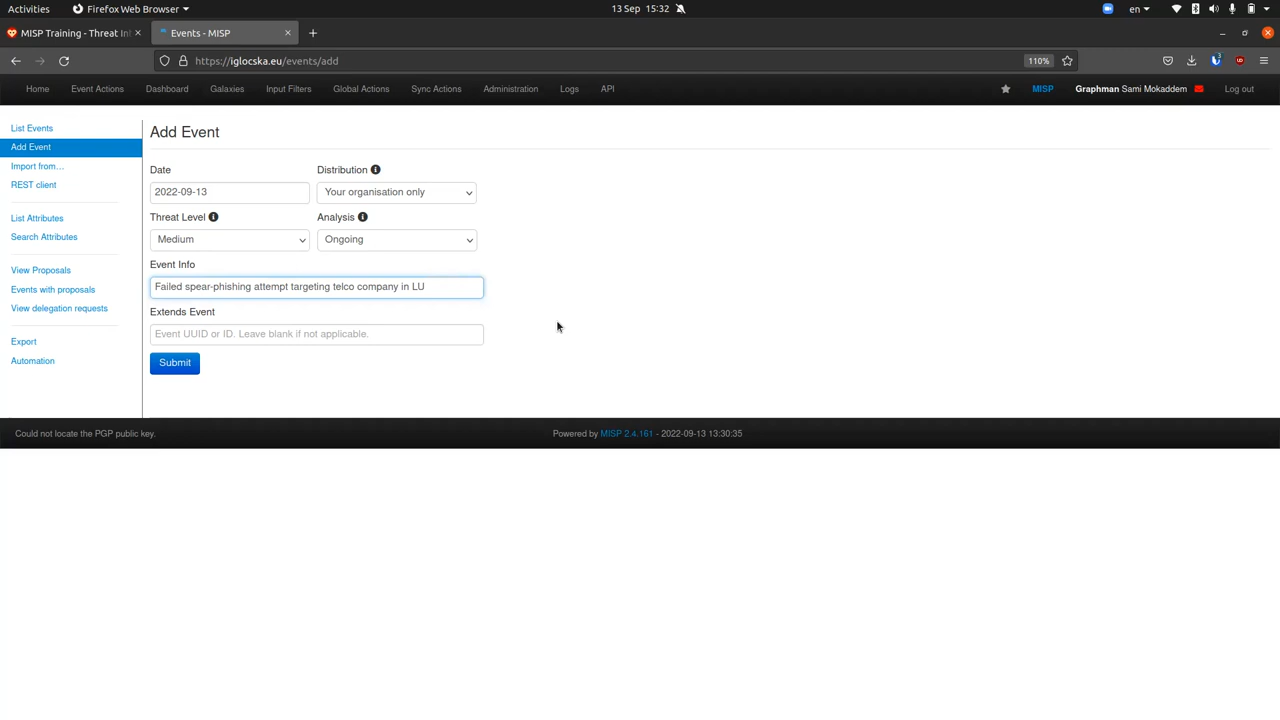 Activities Firefox Web Browser 13 Sep 15:32 en
MISP Training - Threat In Events - MISP
https://iglocska.eu/events/add 110%
Home Event Actions Dashboard Galaxies Input Filters Global Actions Sync Actions Administration Logs API MISP Graphman Sami Mokaddem Log out
List Events
Add Event
Import from…
REST client
List Attributes
Search Attributes
View Proposals
Events with proposals
View delegation requests
Export
Automation
Add Event
Date Distribution
2022-09-13 Your organisation only
Threat Level Analysis
Medium Ongoing
Event Info
Failed spear-phishing attempt targeting telco company in LU
Extends Event
Event UUID or ID. Leave blank if not applicable.
Submit
Could not locate the PGP public key. Powered by MISP 2.4.161 - 2022-09-13 13:30:35